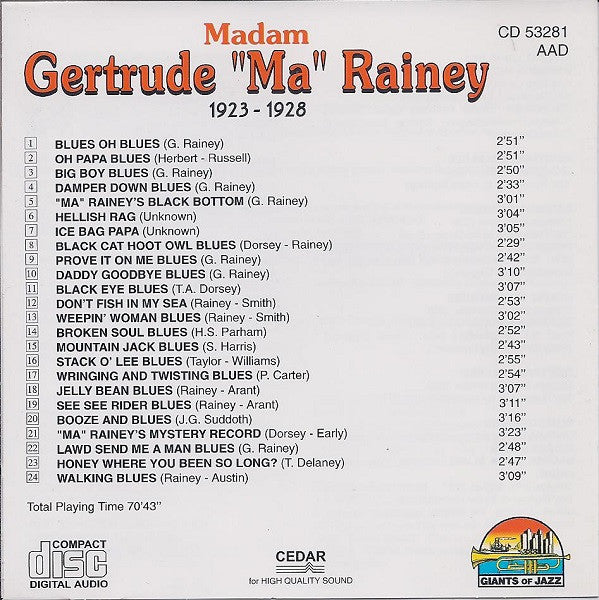 Madam
CD 53281
Gertrude "Ma" Rainey
AAD
1923 - 1928
1 BLUES OH BLUES (G. Rainey) 2'51"
2 OH PAPA BLUES (Herbert - Russell) 2'51"
3 BIG BOY BLUES (G. Rainey) 2'50"
4 DAMPER DOWN BLUES (G. Rainey) 2'33"
5 "MA" RAINEY'S BLACK BOTTOM (G. Rainey) 3'01"
6 HELLISH RAG (Unknown) 3'04"
7 ICE BAG PAPA (Unknown) 3'05"
8 BLACK CAT HOOT OWL BLUES (Dorsey - Rainey) 2'29"
9 PROVE IT ON ME BLUES (G. Rainey) 2'42"
10 DADDY GOODBYE BLUES (G. Rainey) 3'10"
11 BLACK EYE BLUES (T.A. Dorsey) 3'07"
12 DON'T FISH IN MY SEA (Rainey - Smith) 2'53"
13 WEEPIN' WOMAN BLUES (Rainey - Smith) 3'02"
14 BROKEN SOUL BLUES (H.S. Parham) 2'52"
15 MOUNTAIN JACK BLUES (S. Harris) 2'43"
16 STACK O' LEE BLUES (Taylor - Williams) 2'55"
17 WRINGING AND TWISTING BLUES (P. Carter) 2'54"
18 JELLY BEAN BLUES (Rainey - Arant) 3'07"
19 SEE SEE RIDER BLUES (Rainey - Arant) 3'11"
20 BOOZE AND BLUES (J.G. Suddoth) 3'16"
21 "MA" RAINEY'S MYSTERY RECORD (Dorsey - Early) 3'23"
22 LAWD SEND ME A MAN BLUES (G. Rainey) 2'48"
23 HONEY WHERE YOU BEEN SO LONG? (T. Delaney) 2'47"
24 WALKING BLUES (Rainey - Austin) 3'09"
Total Playing Time 70'43"
COMPACT
disc
DIGITAL AUDIO
CEDAR
for HIGH QUALITY SOUND
GIANTS OF JAZZ